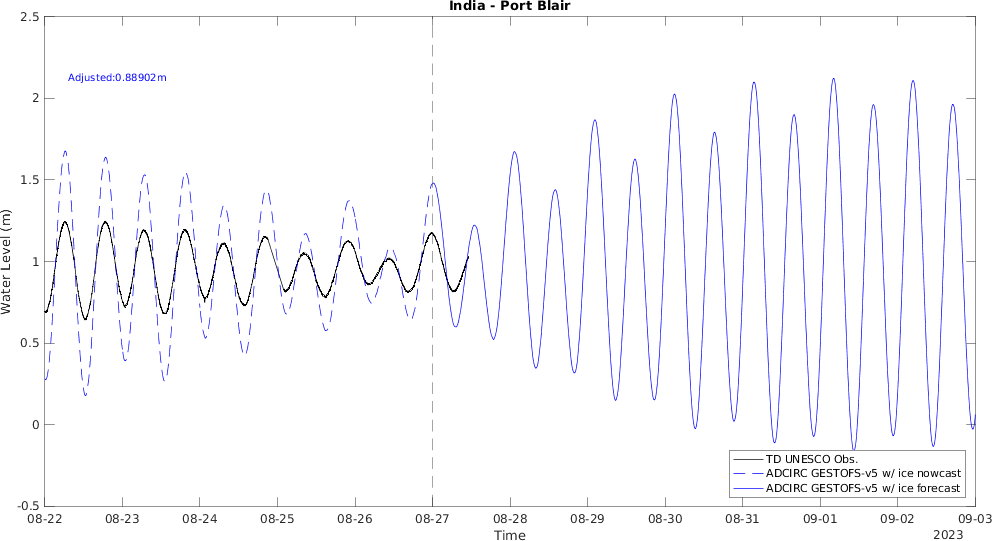 India - Port Blair
Adjusted:0.88902m
Water Level (m)
2.5
2
1.5
1
0.5
0
-0.5
TD UNESCO Obs.
ADCIRC GESTOFS-v5 w/ ice nowcast
ADCIRC GESTOFS-v5 w/ ice forecast
08-22 08-23 08-24 08-25 08-26 08-27 08-28 08-29 08-30 08-31 09-01 09-02 09-03
Time
2023